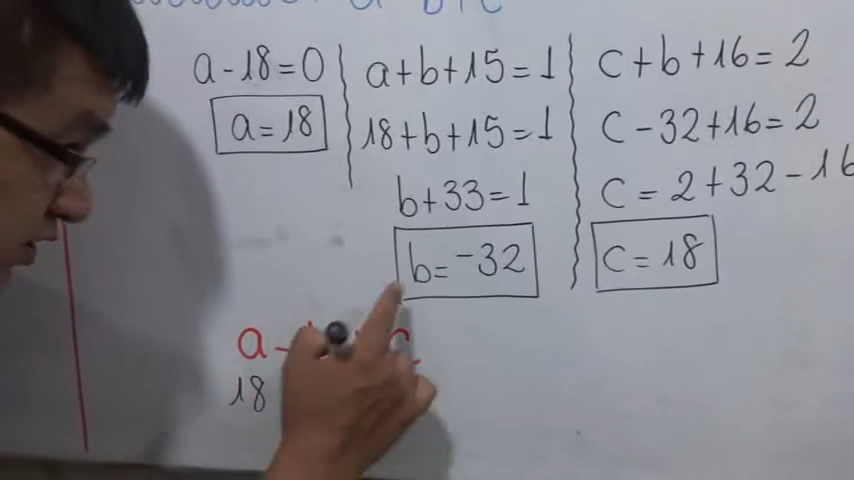 a b+c
a-18=0
a=18
a+b+15=1
18+b+15=1
b+33=1
b=-32
c+b+16=2
c-32+16=2
c=2+32-16
c=18
a-
18